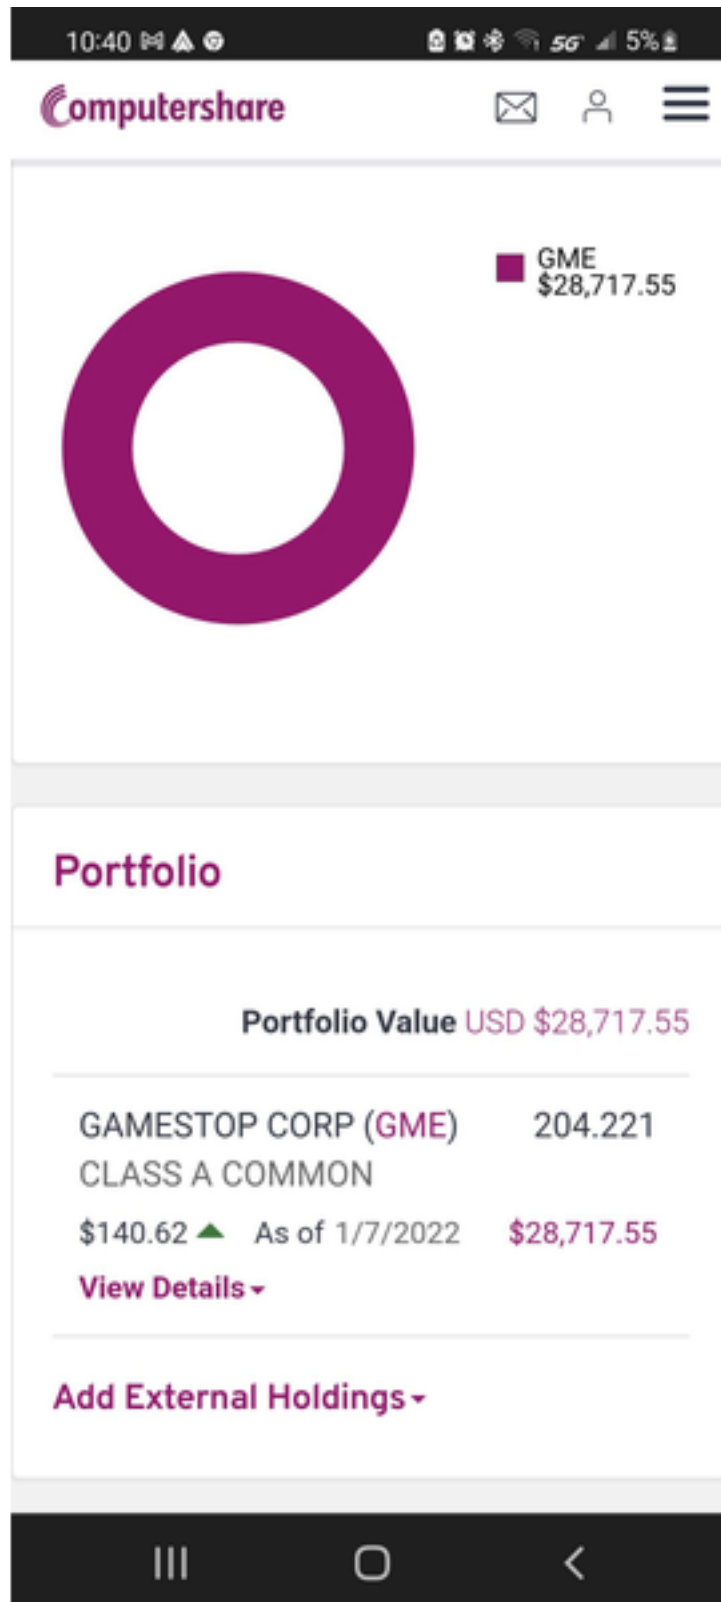 10:40 5G 5%
Computershare
GME
$28,717.55
Portfolio
Portfolio Value USD $28,717.55
GAMESTOP CORP (GME) 204.221
CLASS A COMMON
$140.62 As of 1/7/2022 $28,717.55
View Details
Add External Holdings